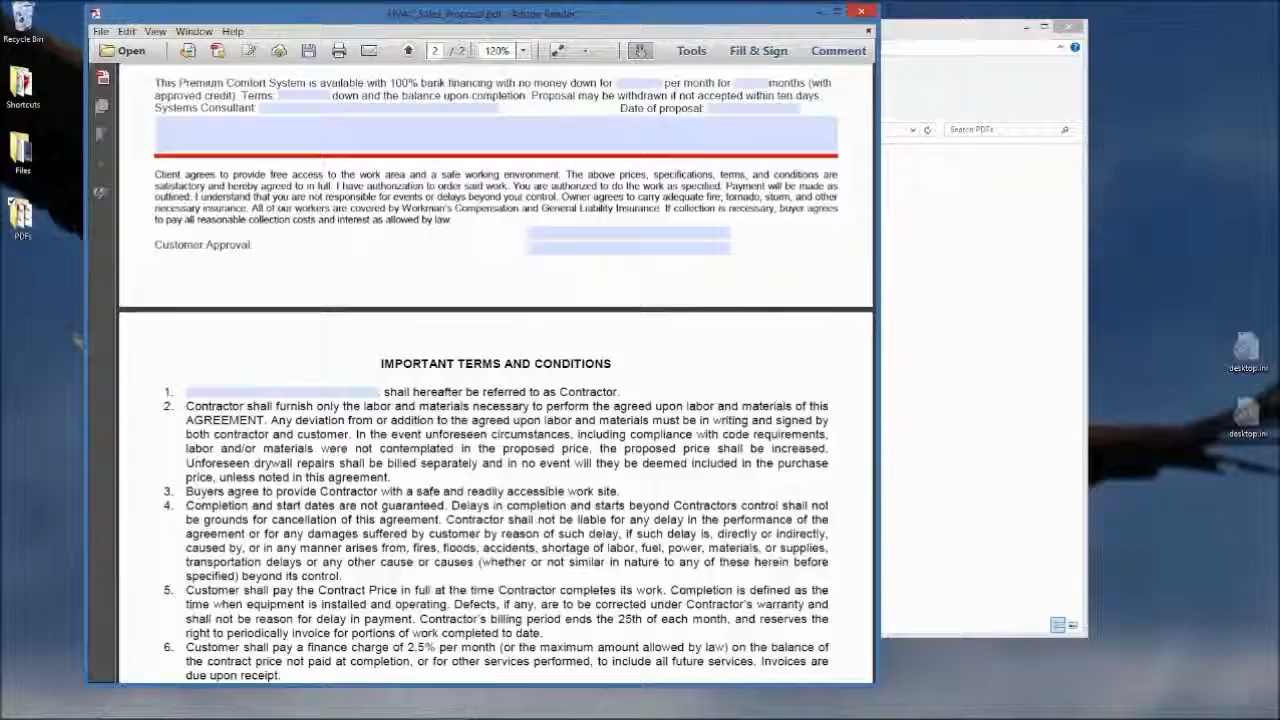 Recycle Bin
Shortcuts
Files
PDFs
HVAC_Sales_Proposal.pdf - Adobe Reader
File Edit View Window Help
Open 2 / 2 120% Tools Fill & Sign Comment
This Premium Comfort System is available with 100% bank financing with no money down for per month for months (with
approved credit). Terms: down and the balance upon completion. Proposal may be withdrawn if not accepted within ten days.
Systems Consultant: Date of proposal:
Client agrees to provide free access to the work area and a safe working environment. The above prices, specifications, terms, and conditions are
satisfactory and hereby agreed to in full. I have authorization to order said work. You are authorized to do the work as specified. Payment will be made as
outlined. I understand that you are not responsible for events or delays beyond your control. Owner agrees to carry adequate fire, tornado, storm, and other
necessary insurance. All of our workers are covered by Workman's Compensation and General Liability Insurance. If collection is necessary, buyer agrees
to pay all reasonable collection costs and interest as allowed by law.
Customer Approval:
IMPORTANT TERMS AND CONDITIONS
1. , shall hereafter be referred to as Contractor.
2. Contractor shall furnish only the labor and materials necessary to perform the agreed upon labor and materials of this
AGREEMENT. Any deviation from or addition to the agreed upon labor and materials must be in writing and signed by
both contractor and customer. In the event unforeseen circumstances, including compliance with code requirements,
labor and/or materials were not contemplated in the proposed price, the proposed price shall be increased.
Unforeseen drywall repairs shall be billed separately and in no event will they be deemed included in the purchase
price, unless noted in this agreement.
3. Buyers agree to provide Contractor with a safe and readily accessible work site.
4. Completion and start dates are not guaranteed. Delays in completion and starts beyond Contractors control shall not
be grounds for cancellation of this agreement. Contractor shall not be liable for any delay in the performance of the
agreement or for any damages suffered by customer by reason of such delay, if such delay is, directly or indirectly,
caused by, or in any manner arises from, fires, floods, accidents, shortage of labor, fuel, power, materials, or supplies,
transportation delays or any other cause or causes (whether or not similar in nature to any of these herein before
specified) beyond its control.
5. Customer shall pay the Contract Price in full at the time Contractor completes its work. Completion is defined as the
time when equipment is installed and operating. Defects, if any, are to be corrected under Contractor's warranty and
shall not be reason for delay in payment. Contractor's billing period ends the 25th of each month, and reserves the
right to periodically invoice for portions of work completed to date.
6. Customer shall pay a finance charge of 2.5% per month (or the maximum amount allowed by law) on the balance of
the contract price not paid at completion, or for other services performed, to include all future services. Invoices are
due upon receipt.
Search PDFs
desktop.ini
desktop.ini